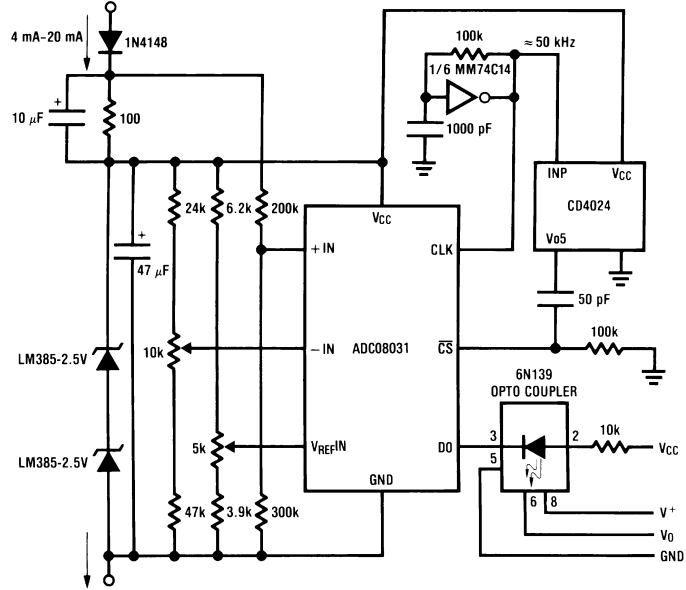 4 mA–20 mA
1N4148
+
10 μF
100
100k
≈ 50 kHz
1/6 MM74C14
1000 pF
24k
6.2k
200k
VCC
+ IN
CLK
INP
VCC
CD4024
VO5
+
47 μF
50 pF
LM385-2.5V
10k
– IN
ADC08031
CS
100k
6N139
OPTO COUPLER
5k
VREFIN
DO
3
2
10k
VCC
5
LM385-2.5V
GND
47k
3.9k
300k
6
8
V+
VO
GND